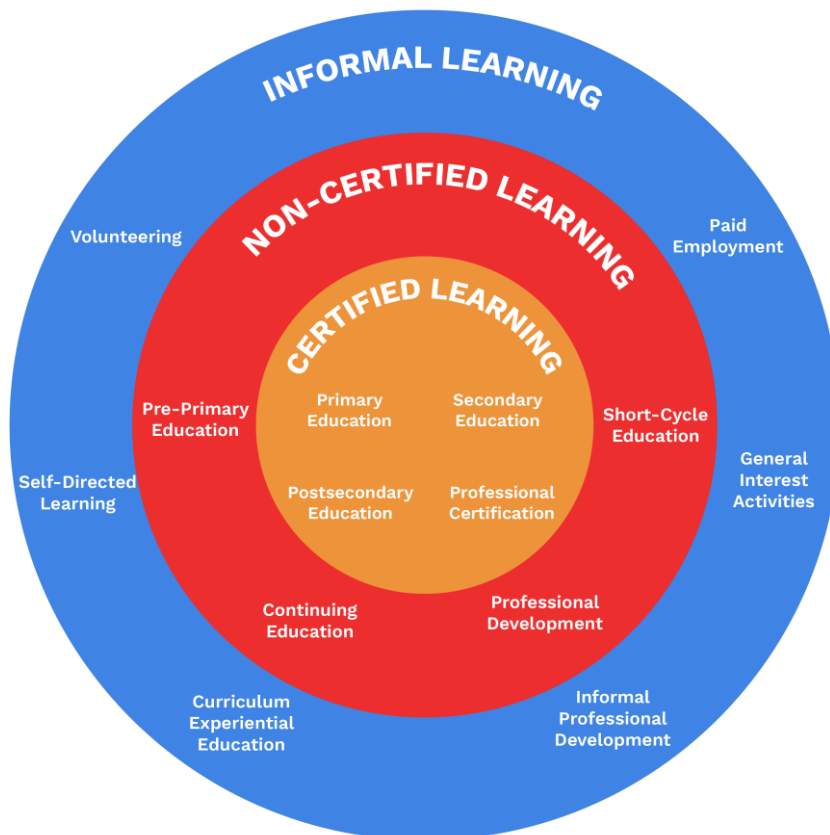 INFORMAL LEARNING
NON-CERTIFIED LEARNING
CERTIFIED LEARNING
Volunteering
Paid
Employment
Pre-Primary
Education
Primary
Education
Secondary
Education
Short-Cycle
Education
Self-Directed
Learning
Postsecondary
Education
Professional
Certification
General
Interest
Activities
Continuing
Education
Professional
Development
Curriculum
Experiential
Education
Informal
Professional
Development